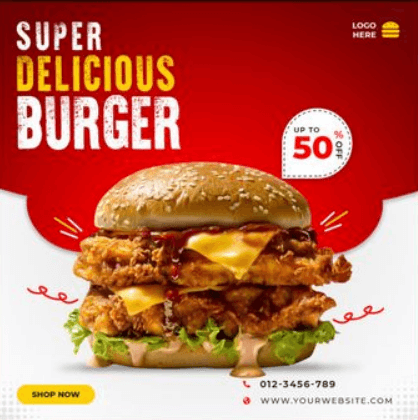 SUPER
DELICIOUS
BURGER
LOGO
HERE
UP TO
50% OFF
012-3456-789
WWW.YOURWEBSITE.COM
SHOP NOW